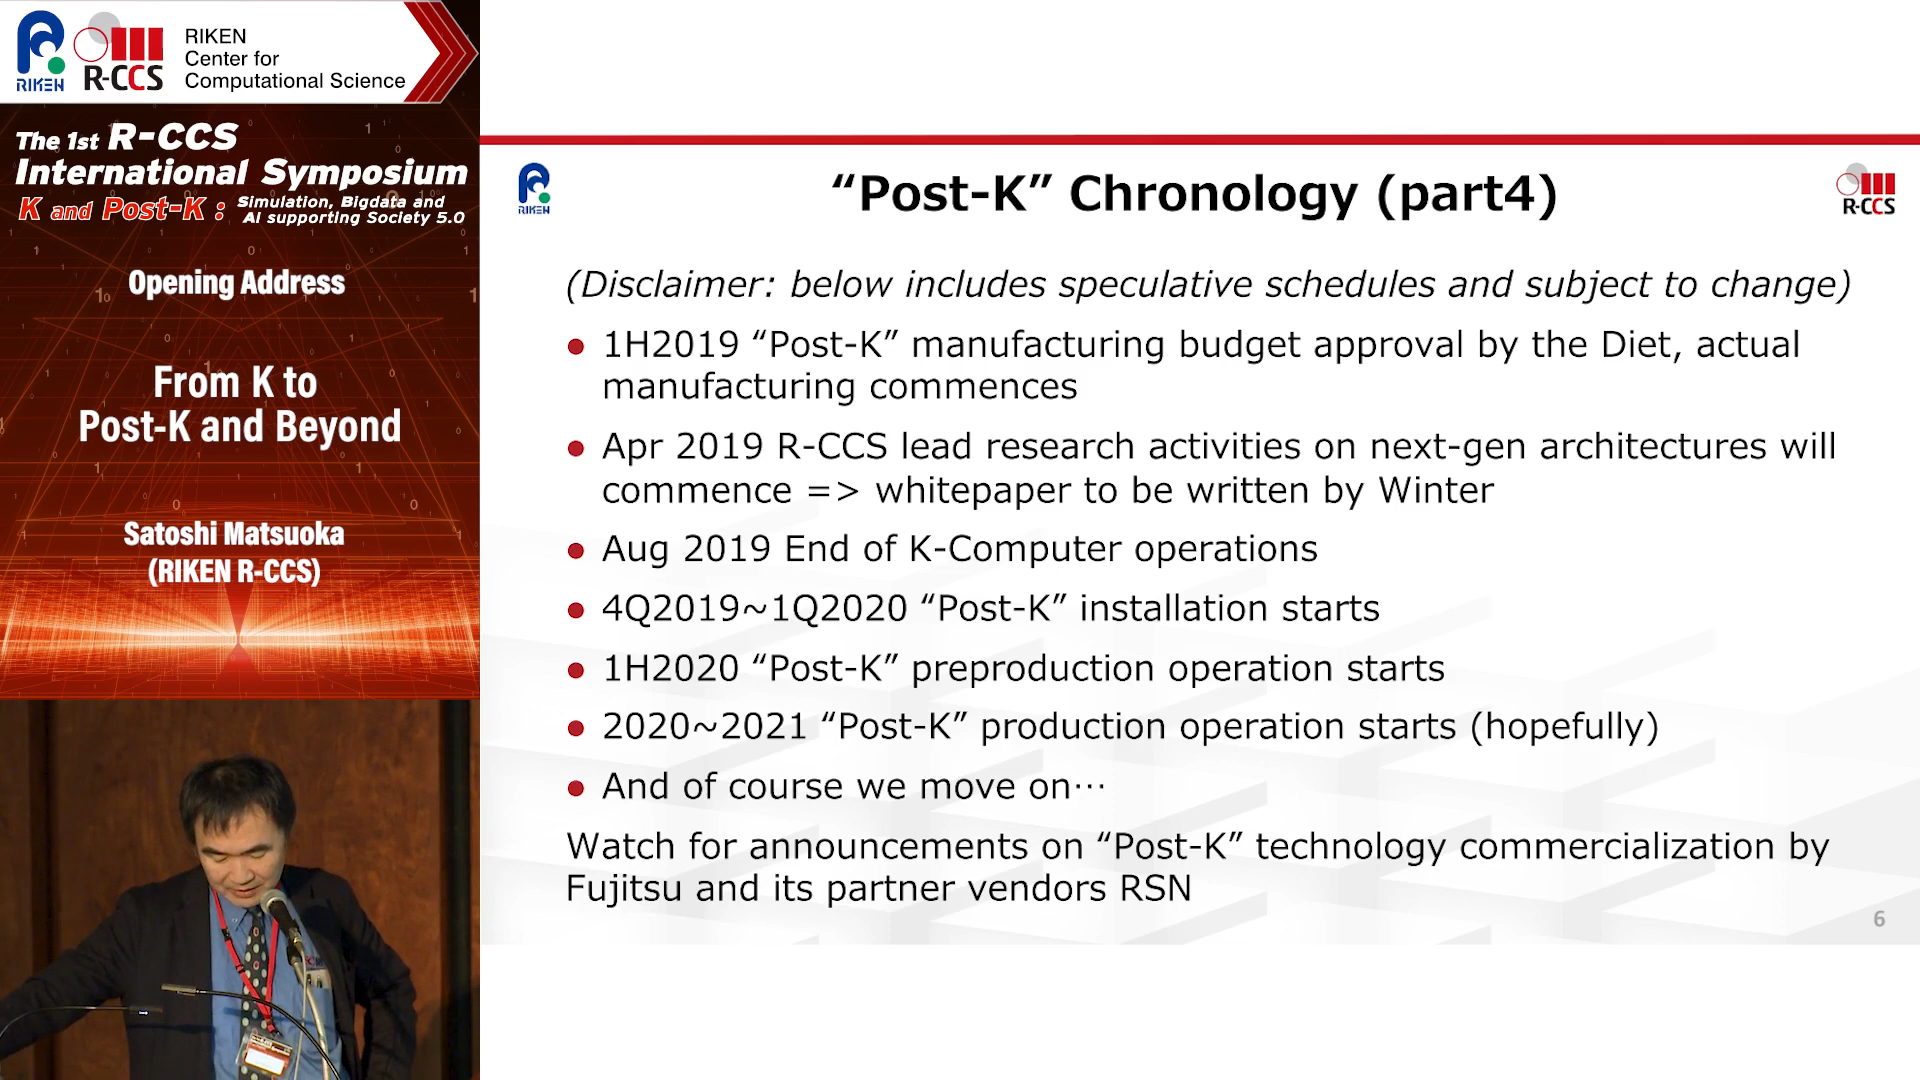 RIKEN
R-CCS
RIKEN
Center for
Computational Science
The 1st R-CCS
International Symposium
K and Post-K : Simulation, Bigdata and
AI supporting Society 5.0
Opening Address
From K to
Post-K and Beyond
Satoshi Matsuoka
(RIKEN R-CCS)
RIKEN
“Post-K” Chronology (part4)
R-CCS
(Disclaimer: below includes speculative schedules and subject to change)
● 1H2019 “Post-K” manufacturing budget approval by the Diet, actual
manufacturing commences
● Apr 2019 R-CCS lead research activities on next-gen architectures will
commence => whitepaper to be written by Winter
● Aug 2019 End of K-Computer operations
● 4Q2019~1Q2020 “Post-K” installation starts
● 1H2020 “Post-K” preproduction operation starts
● 2020~2021 “Post-K” production operation starts (hopefully)
● And of course we move on…
Watch for announcements on “Post-K” technology commercialization by
Fujitsu and its partner vendors RSN
6